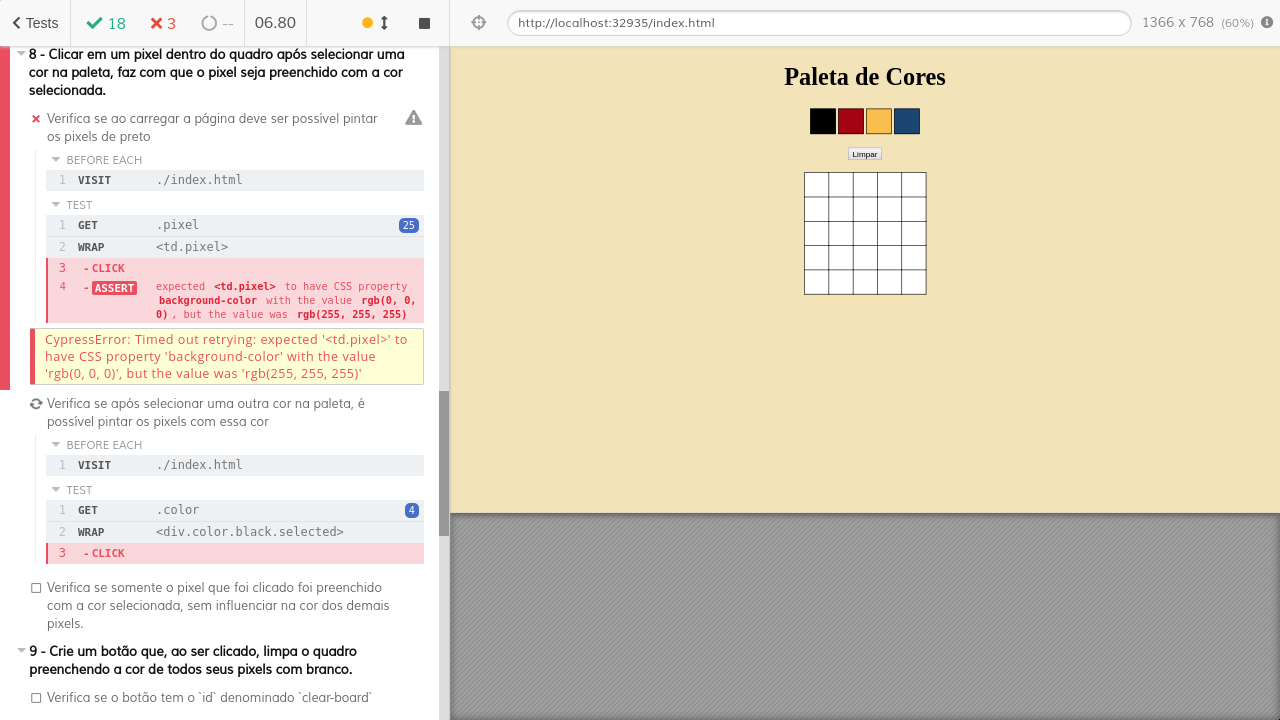 Tests
18
3
--
06.80
http://localhost:32935/index.html
1366 x 768 (60%)
8 - Clicar em um pixel dentro do quadro após selecionar uma
cor na paleta, faz com que o pixel seja preenchido com a cor
selecionada.
Verifica se ao carregar a página deve ser possível pintar
os pixels de preto
BEFORE EACH
1 VISIT ./index.html
TEST
1 GET .pixel 25
2 WRAP <td.pixel>
3 - CLICK
4 - ASSERT expected <td.pixel> to have CSS property
background-color with the value rgb(0, 0,
0), but the value was rgb(255, 255, 255)
CypressError: Timed out retrying: expected '<td.pixel>' to
have CSS property 'background-color' with the value
'rgb(0, 0, 0)', but the value was 'rgb(255, 255, 255)'
Verifica se após selecionar uma outra cor na paleta, é
possível pintar os pixels com essa cor
BEFORE EACH
1 VISIT ./index.html
TEST
1 GET .color 4
2 WRAP <div.color.black.selected>
3 - CLICK
Verifica se somente o pixel que foi clicado foi preenchido
com a cor selecionada, sem influenciar na cor dos demais
pixels.
9 - Crie um botão que, ao ser clicado, limpa o quadro
preenchendo a cor de todos seus pixels com branco.
Verifica se o botão tem o `id` denominado `clear-board`
Paleta de Cores
Limpar